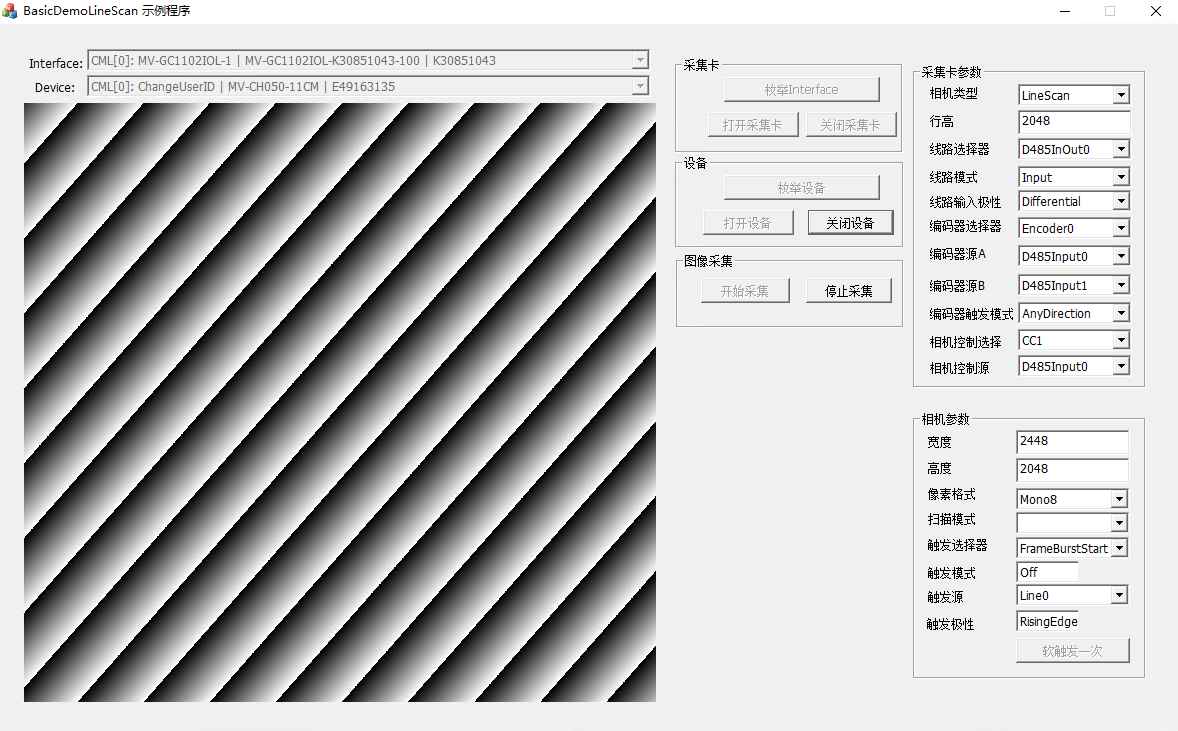 BasicDemoLineScan 示例程序
Interface: CML[0]: MV-GC1102IOL-1 | MV-GC1102IOL-K30851043-100 | K30851043
Device: CML[0]: ChangeUserID | MV-CH050-11CM | E49163135
采集卡
枚举Interface
打开采集卡 关闭采集卡
设备
枚举设备
打开设备 关闭设备
图像采集
开始采集 停止采集
采集卡参数
相机类型 LineScan
行高 2048
线路选择器 D485InOut0
线路模式 Input
线路输入极性 Differential
编码器选择器 Encoder0
编码器源A D485Input0
编码器源B D485Input1
编码器触发模式 AnyDirection
相机控制选择 CC1
相机控制源 D485Input0
相机参数
宽度 2448
高度 2048
像素格式 Mono8
扫描模式
触发选择器 FrameBurstStart
触发模式 Off
触发源 Line0
触发极性 RisingEdge
软触发一次